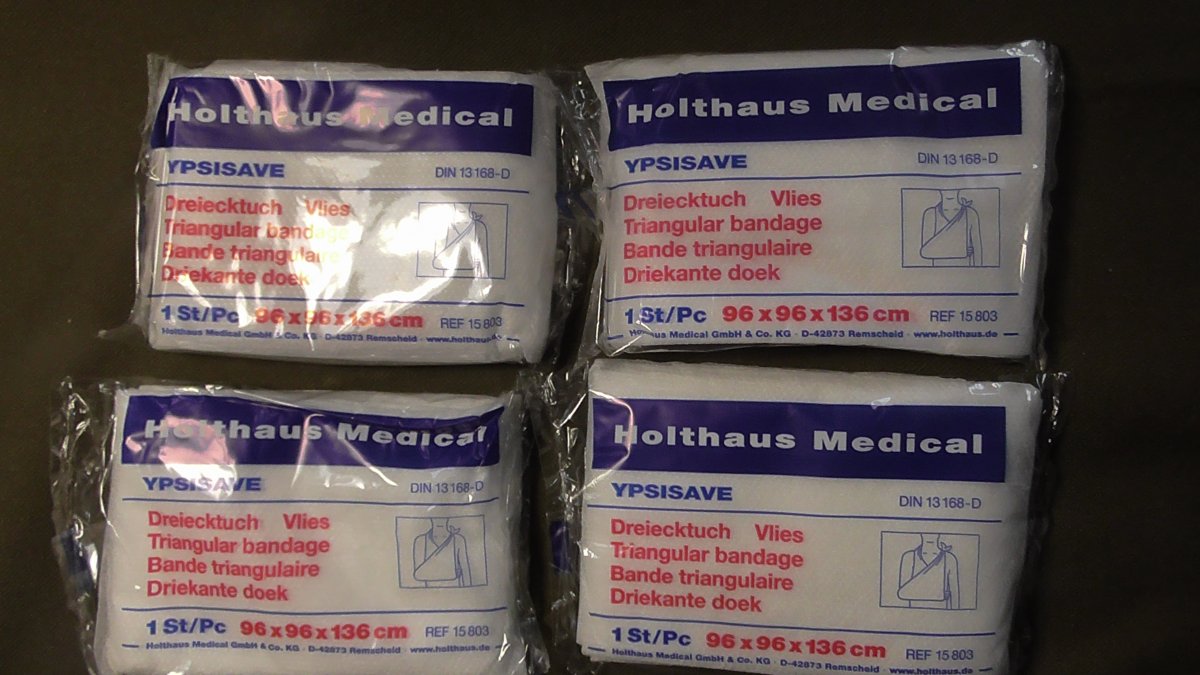 Holthaus Medical
YPSISAVE DIN 13 168-D
Dreiecktuch Vlies
Triangular bandage
Bande triangulaire
Driekante doek
1 St/Pc 96 x 96 x 136 cm REF 15 803
Holthaus Medical GmbH & Co. KG · D-42873 Remscheid · www.holthaus.de
Holthaus Medical
YPSISAVE DIN 13 168-D
Dreiecktuch Vlies
Triangular bandage
Bande triangulaire
Driekante doek
1 St/Pc 96 x 96 x 136 cm REF 15 803
Holthaus Medical GmbH & Co. KG · D-42873 Remscheid · www.holthaus.de
Holthaus Medical
YPSISAVE DIN 13 168-D
Dreiecktuch Vlies
Triangular bandage
Bande triangulaire
Driekante doek
1 St/Pc 96 x 96 x 136 cm REF 15 803
Holthaus Medical GmbH & Co. KG · D-42873 Remscheid · www.holthaus.de
Holthaus Medical
YPSISAVE DIN 13 168-D
Dreiecktuch Vlies
Triangular bandage
Bande triangulaire
Driekante doek
1 St/Pc 96 x 96 x 136 cm REF 15 803
Holthaus Medical GmbH & Co. KG · D-42873 Remscheid · www.holthaus.de